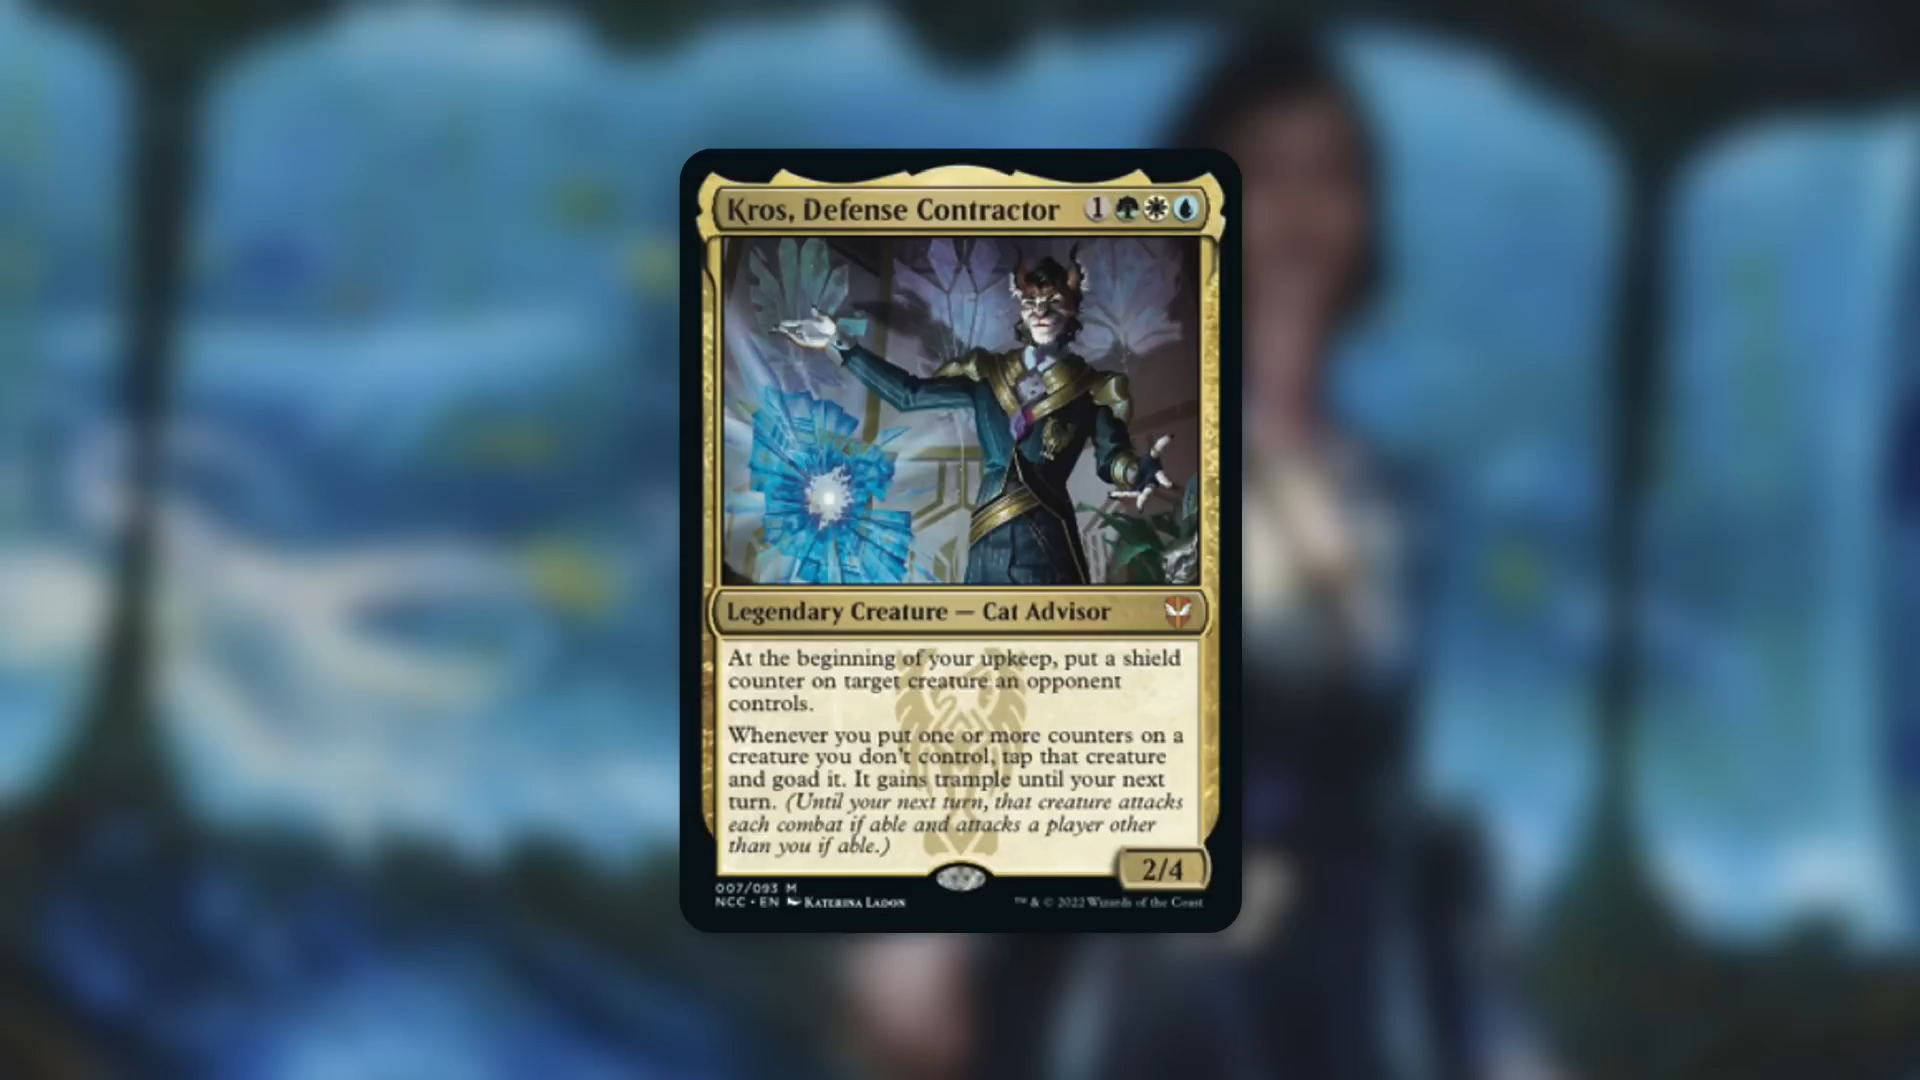 Kros, Defense Contractor 1
Legendary Creature — Cat Advisor
At the beginning of your upkeep, put a shield
counter on target creature an opponent
controls.
Whenever you put one or more counters on a
creature you don't control, tap that creature
and goad it. It gains trample until your next
turn. (Until your next turn, that creature attacks
each combat if able and attacks a player other
than you if able.)
2/4
007/093 M
NCC • EN KATERINA LADON
™ & © 2022 Wizards of the Coast